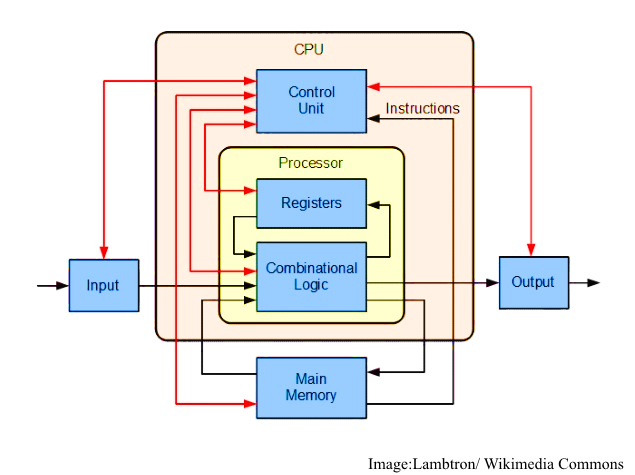 CPU
Control
Unit
Instructions
Processor
Registers
Combinational
Logic
Input
Output
Main
Memory
Image:Lambtron/ Wikimedia Commons